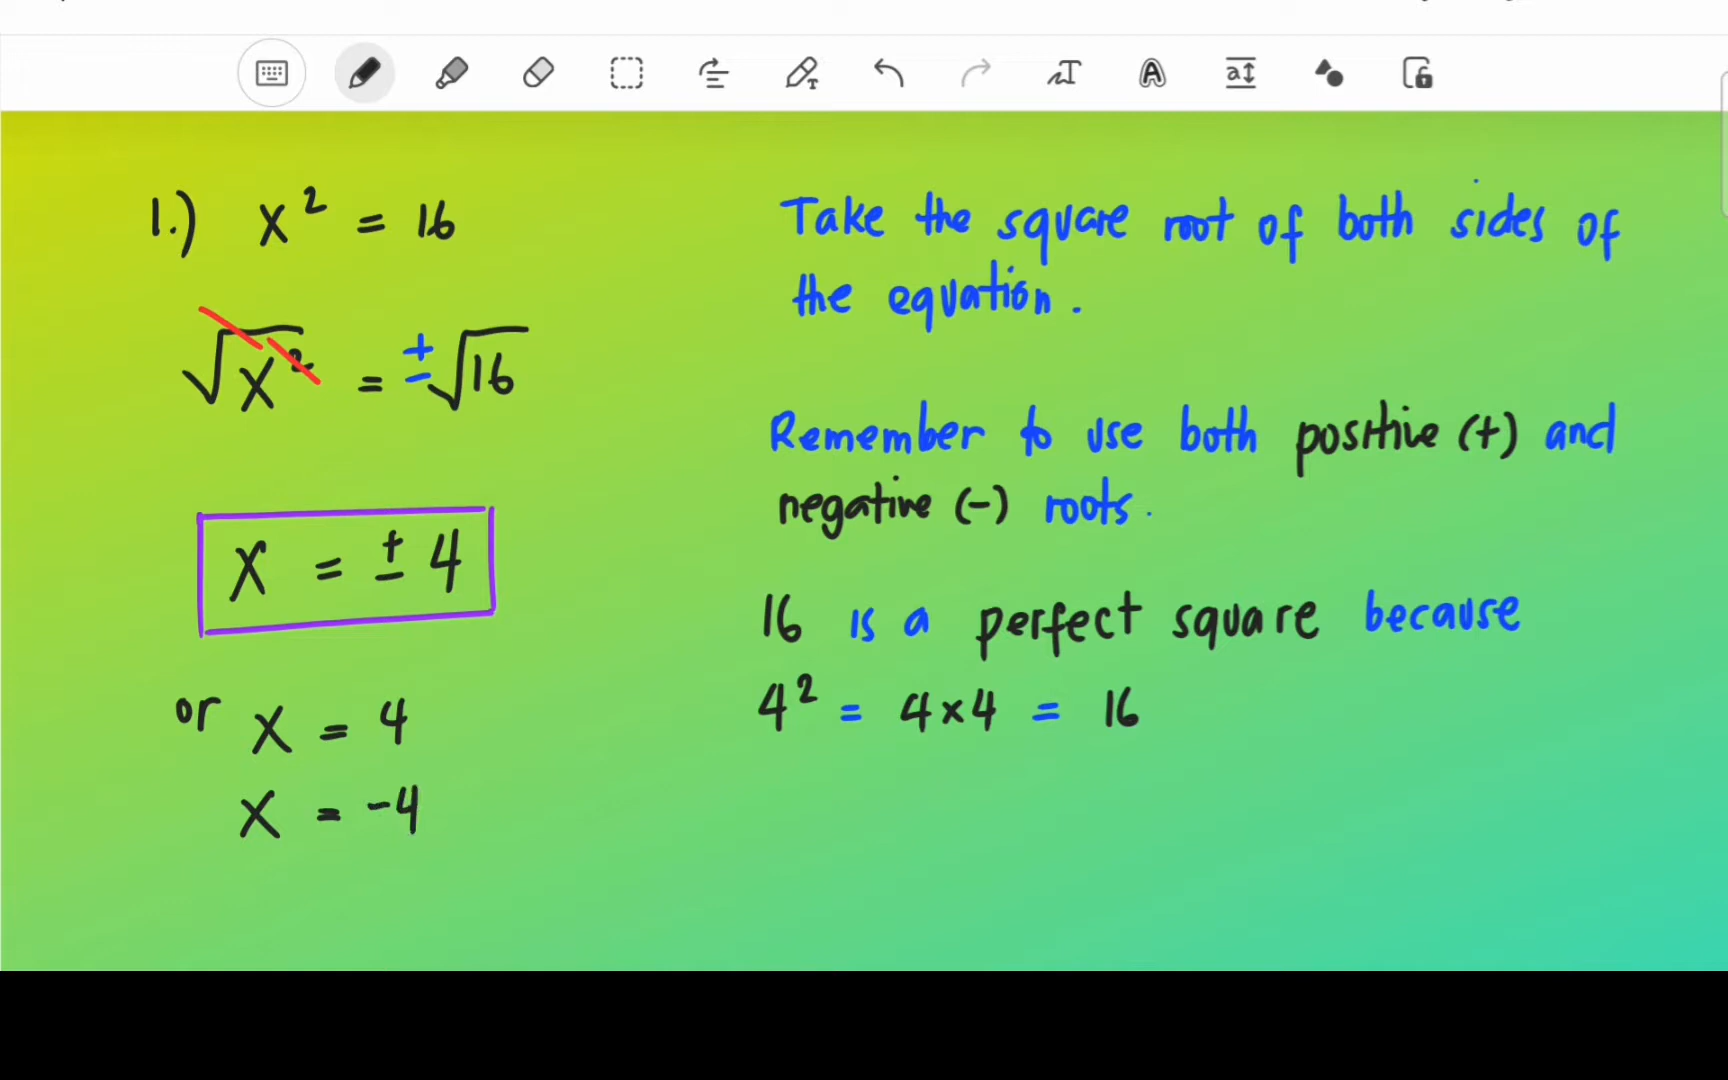 1.) x² = 16
√x² = ±√16
x = ± 4
or x = 4
x = -4
Take the square root of both sides of
the equation.
Remember to use both positive (+) and
negative (-) roots.
16 is a perfect square because
4² = 4×4 = 16